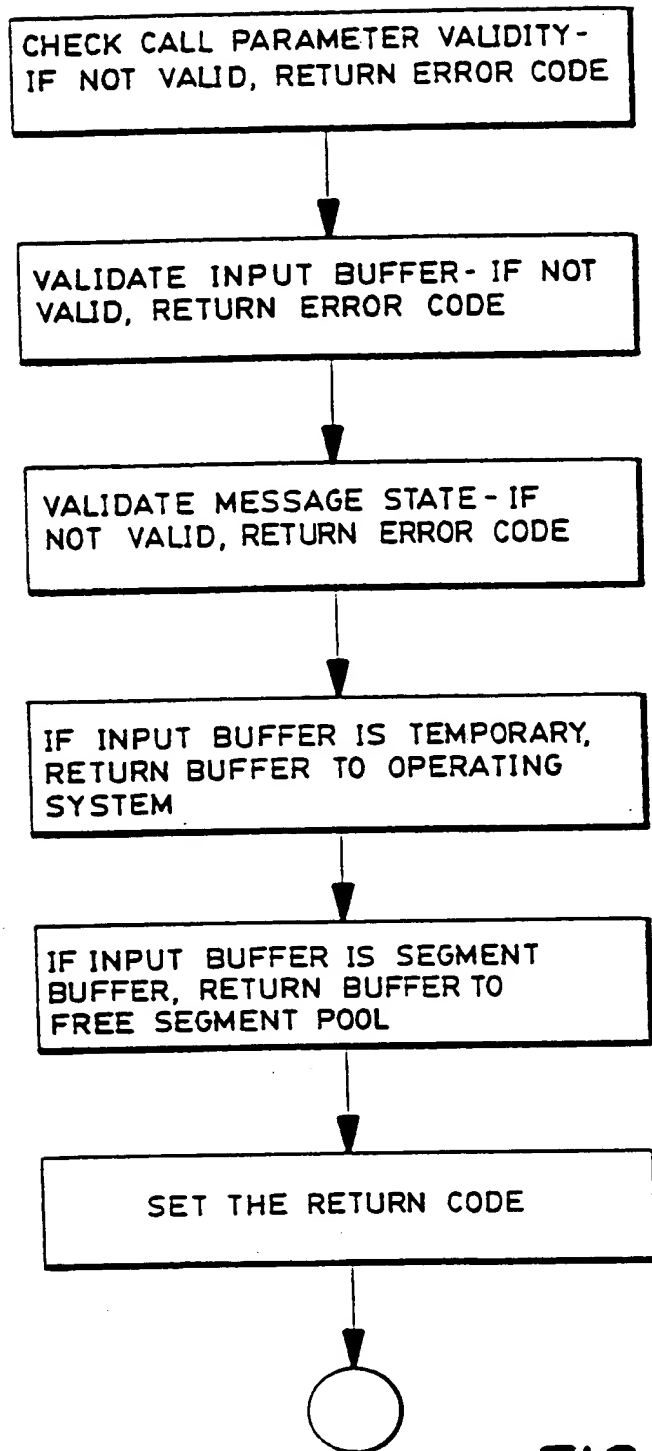 CHECK CALL PARAMETER VALIDITY-
IF NOT VALID, RETURN ERROR CODE
VALIDATE INPUT BUFFER- IF NOT
VALID, RETURN ERROR CODE
VALIDATE MESSAGE STATE- IF
NOT VALID, RETURN ERROR CODE
IF INPUT BUFFER IS TEMPORARY,
RETURN BUFFER TO OPERATING
SYSTEM
IF INPUT BUFFER IS SEGMENT
BUFFER, RETURN BUFFER TO
FREE SEGMENT POOL
SET THE RETURN CODE